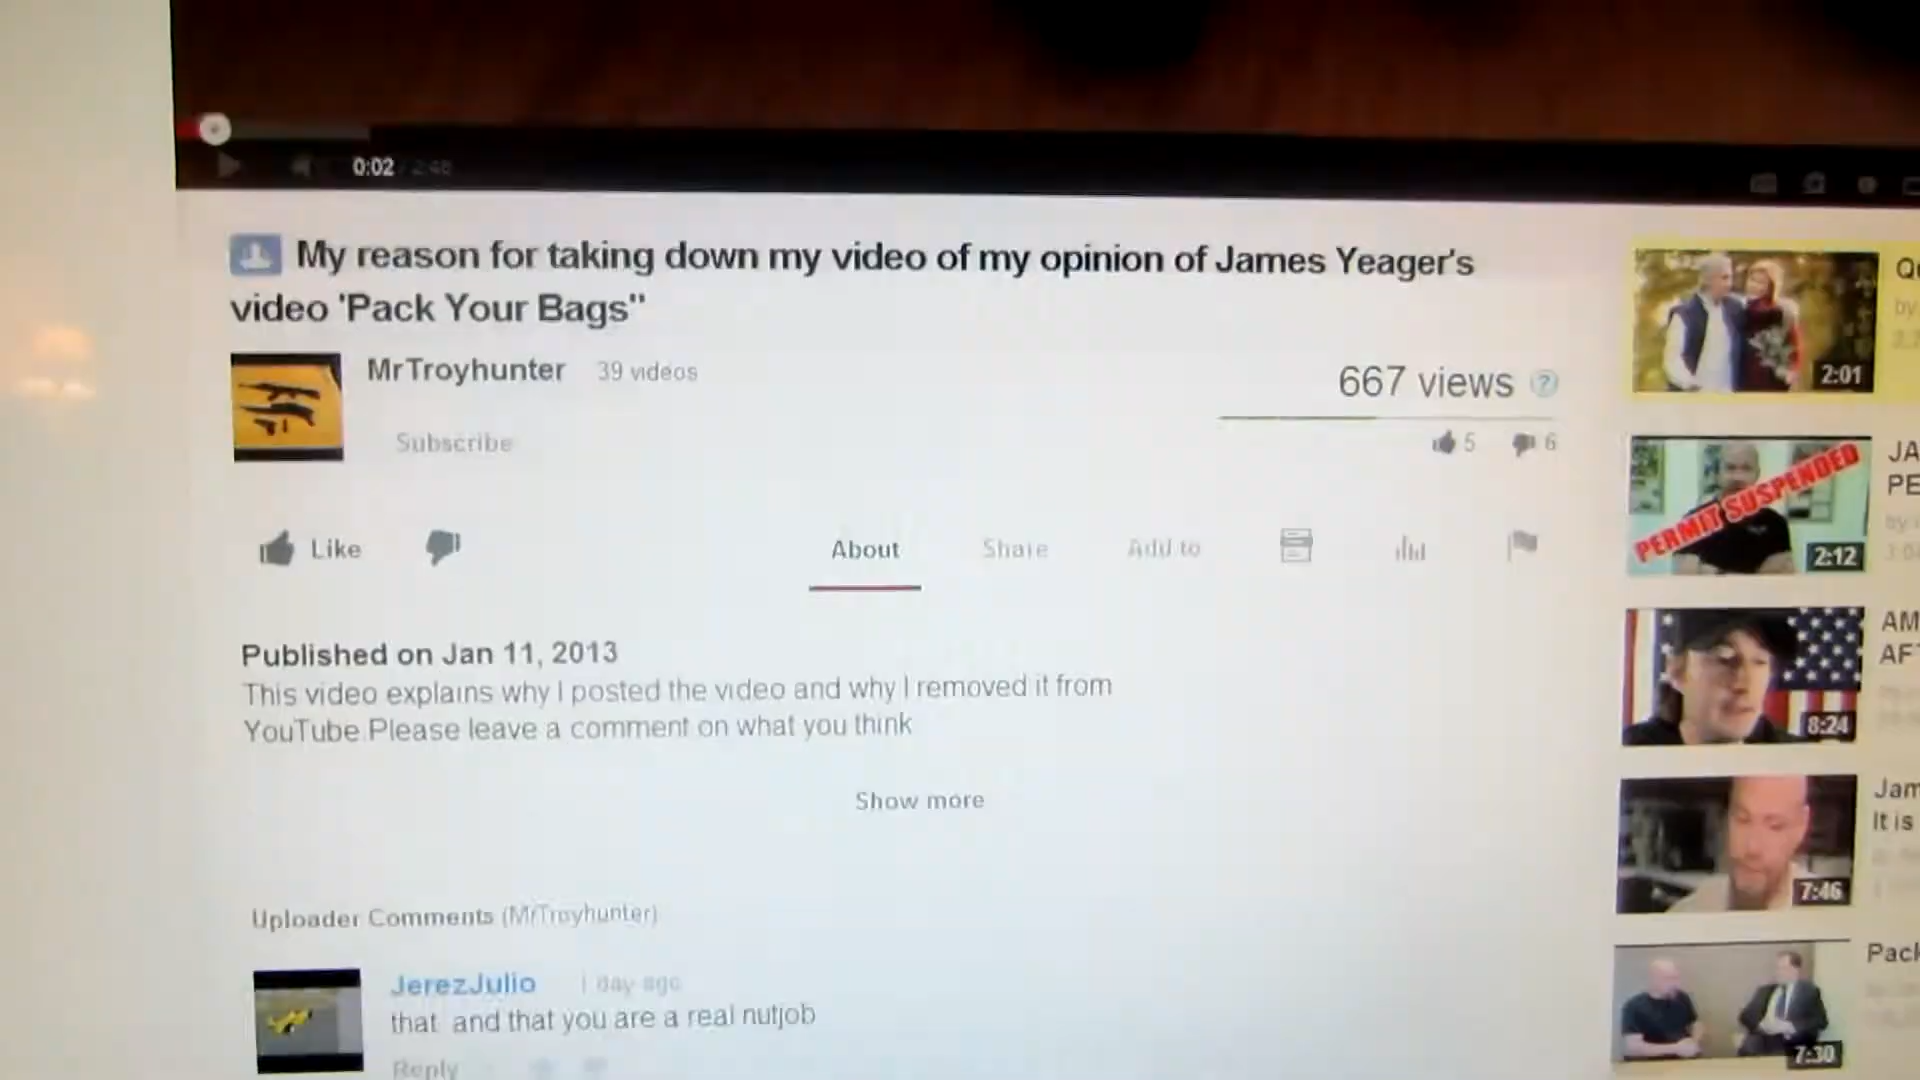 0:02 / 2:48
My reason for taking down my video of my opinion of James Yeager's
video 'Pack Your Bags"
MrTroyhunter 39 videos
Subscribe
667 views ?
5 6
Like
About Share Add to
Published on Jan 11, 2013
This video explains why I posted the video and why I removed it from
YouTube.Please leave a comment on what you think
Show more
Uploader Comments (MrTroyhunter)
JerezJulio 1 day ago
that and that you are a real nutjob
Reply
by
2:01
JA
PE
by
PERMIT SUSPENDED
2:12
AM
AF
8:24
Jam
It is
7:46
Pack
7:30